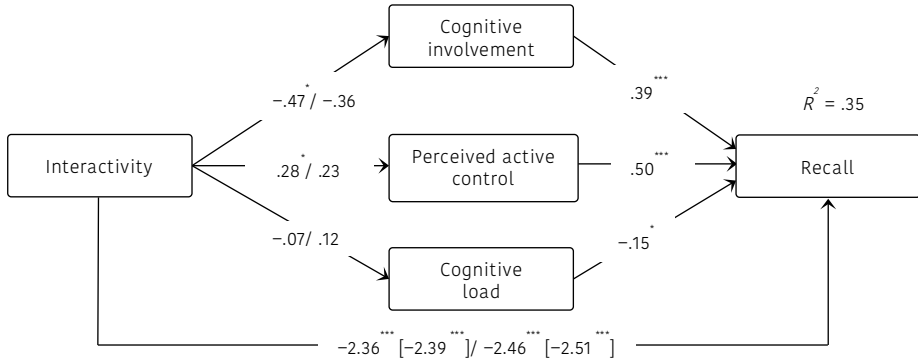 Cognitive
involvement
−.47*/ −.36
.39***
R² = .35
Interactivity
.28*/ .23
Perceived active
control
.50***
Recall
−.07/ .12
−.15*
Cognitive
load
−2.36*** [−2.39***]/ −2.46*** [−2.51***]